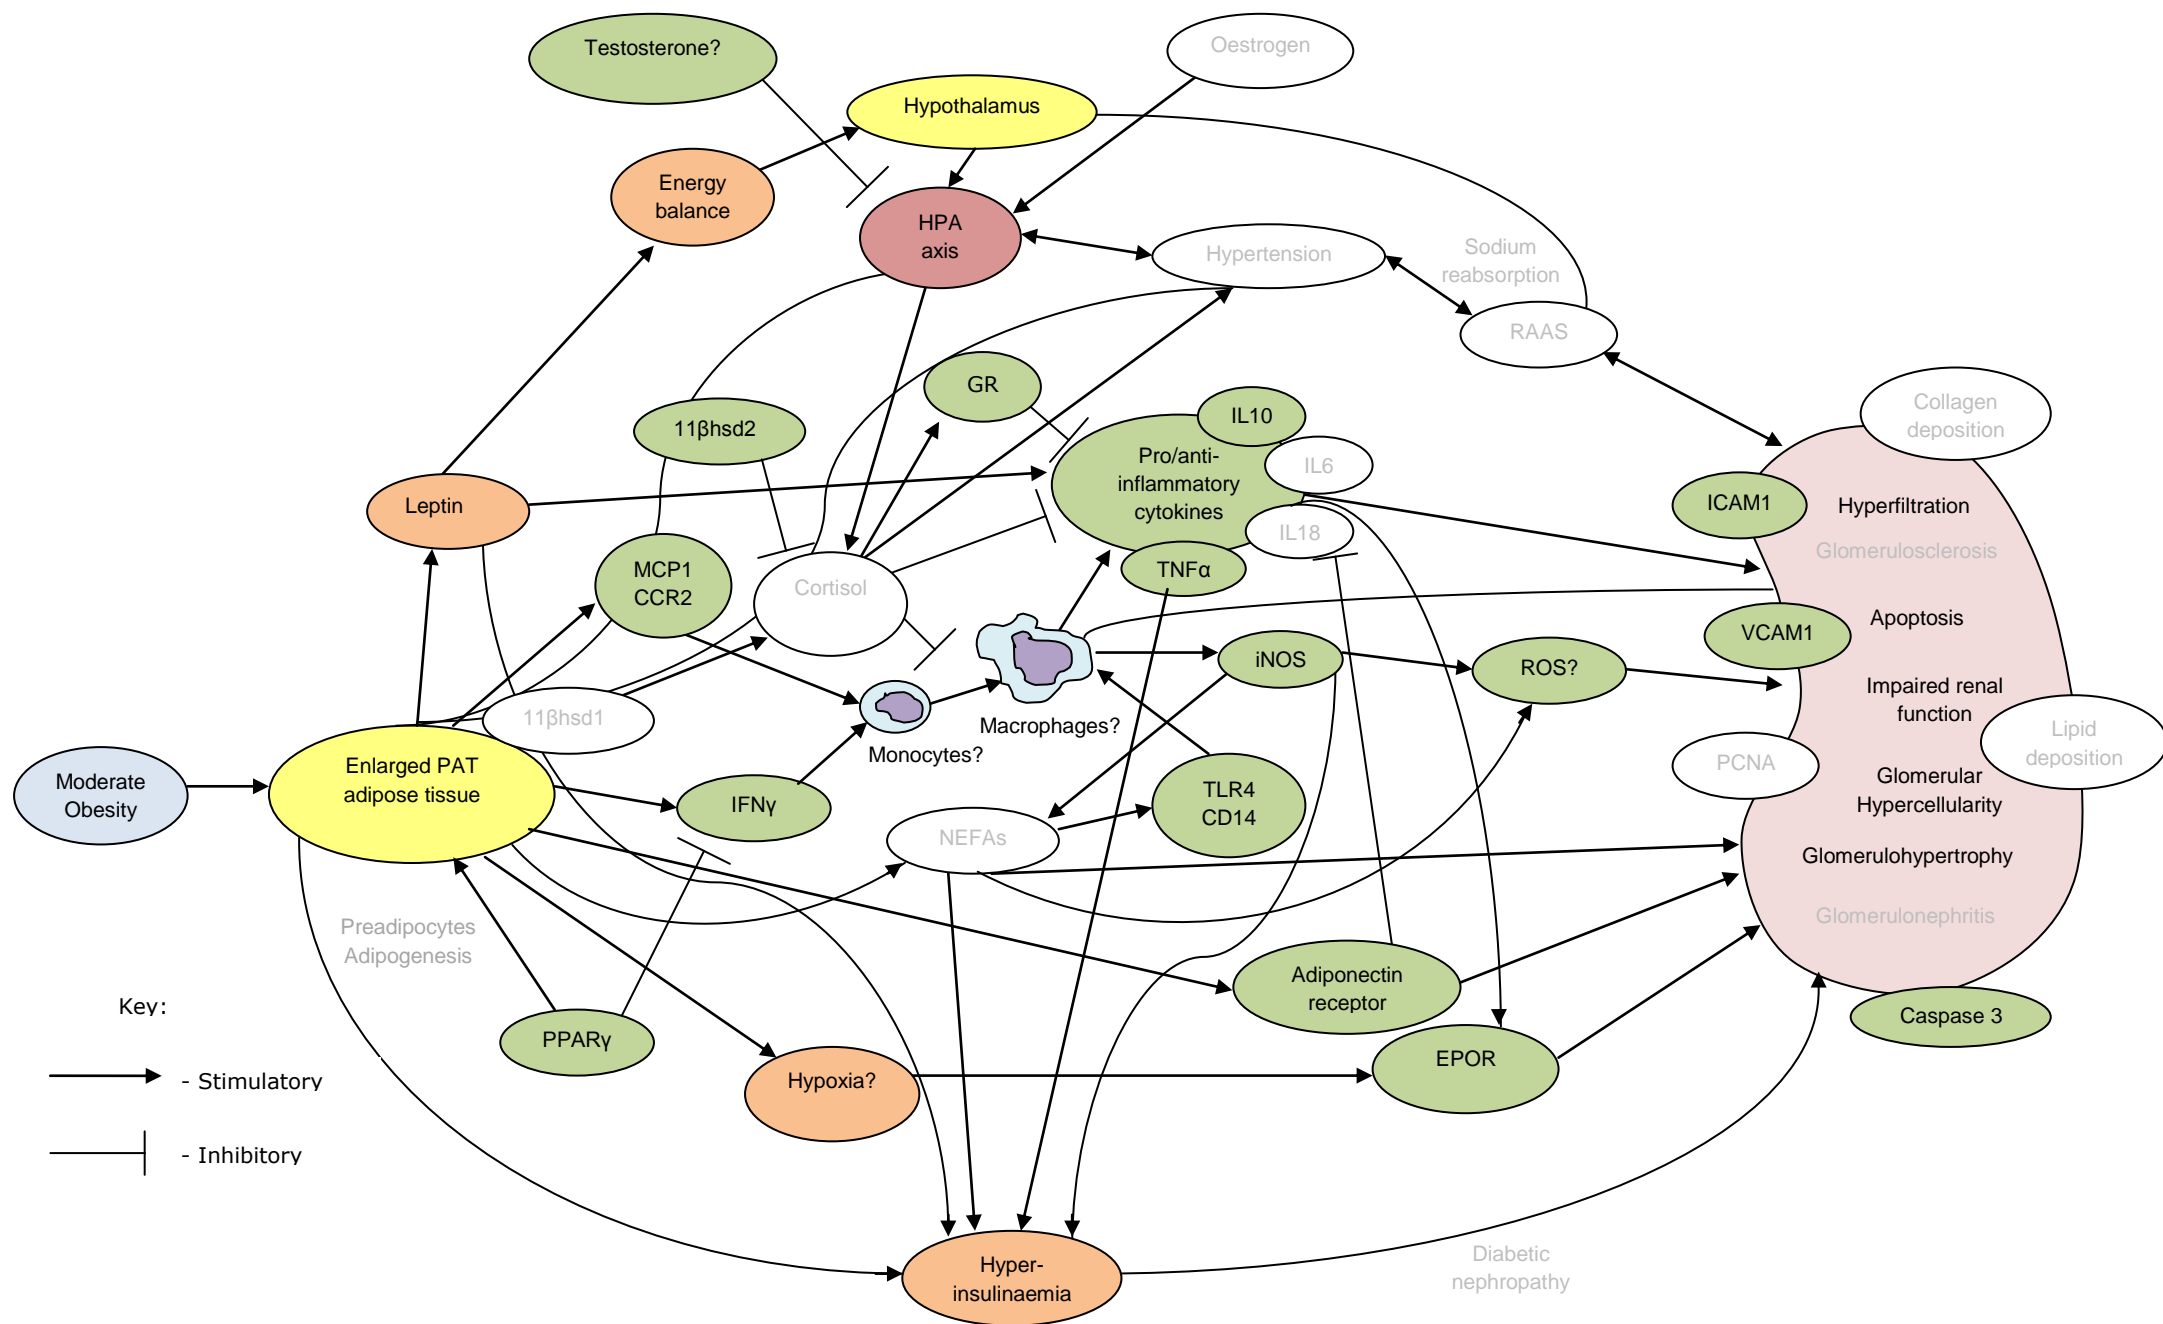 Testosterone?
Oestrogen
Hypothalamus
Energy
balance
HPA
axis
Hypertension
Sodium
reabsorption
RAAS
GR
11βhsd2
IL10
Collagen
deposition
Pro/anti-
inflammatory
cytokines
IL6
Leptin
ICAM1
Hyperfiltration
IL18
Glomerulosclerosis
MCP1
CCR2
TNFα
Cortisol
VCAM1
Apoptosis
iNOS
ROS?
Impaired renal
function
11βhsd1
Macrophages?
Monocytes?
Lipid
deposition
Moderate
Obesity
Enlarged PAT
adipose tissue
IFNγ
TLR4
CD14
PCNA
Glomerular
Hypercellularity
NEFAs
Glomerulohypertrophy
Preadipocytes
Adipogenesis
Glomerulonephritis
Adiponectin
receptor
Key:
Caspase 3
PPARγ
EPOR
Hypoxia?
- Stimulatory
- Inhibitory
Hyper-
insulinaemia
Diabetic
nephropathy